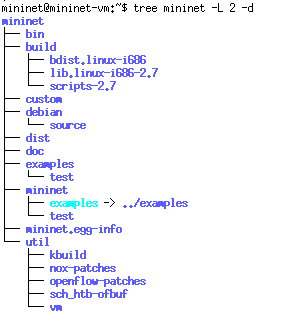 mininet@mininet-vm:~$ tree mininet -L 2 -d
mininet
├── bin
├── build
│   ├── bdist.linux-i686
│   ├── lib.linux-i686-2.7
│   └── scripts-2.7
├── custom
├── debian
│   └── source
├── dist
├── doc
├── examples
│   └── test
├── mininet
│   ├── examples -> ../examples
│   └── test
├── mininet.egg-info
└── util
    ├── kbuild
    ├── nox-patches
    ├── openflow-patches
    ├── sch_htb-ofbuf
    └── vm